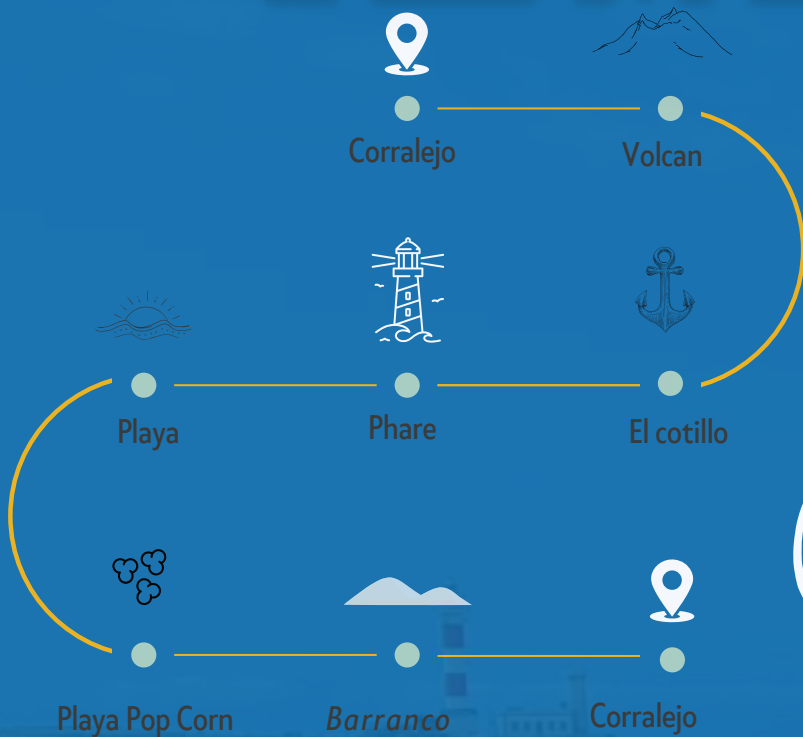 Corralejo
Volcan
El cotillo
Phare
Playa
Playa Pop Corn
Barranco
Corralejo